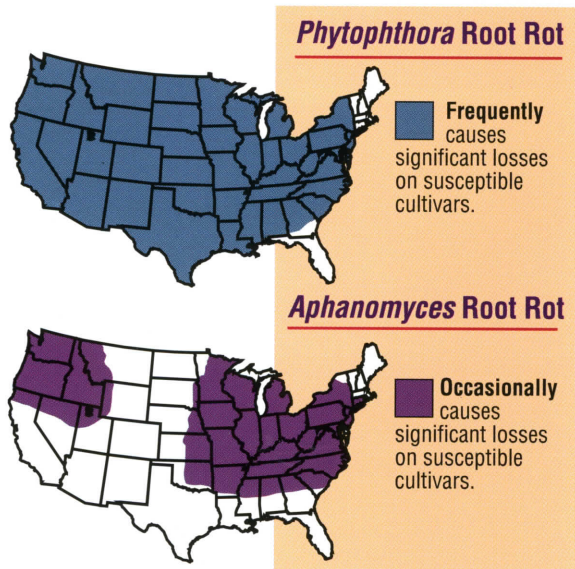 Phytophthora Root Rot
Frequently
causes
significant losses
on susceptible
cultivars.
Aphanomyces Root Rot
Occasionally
causes
significant losses
on susceptible
cultivars.